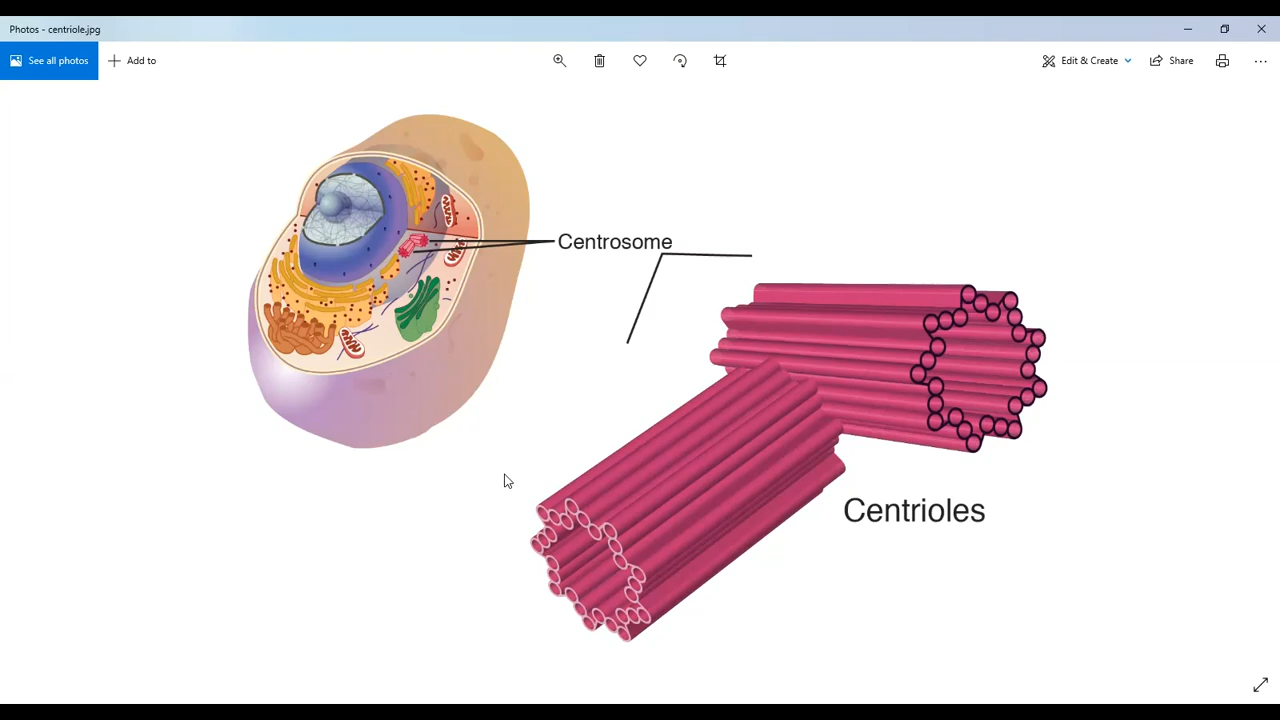 Photos - centriole.jpg
See all photos
Add to
Edit & Create
Share
Centrosome
Centrioles